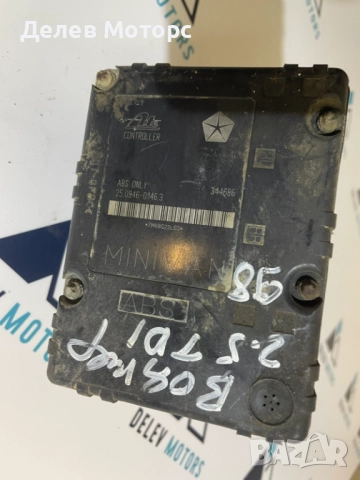 Делев Моторс
Ate
CONTROLLER
ABS ONLY
25.0946-0146.3
344686
MINIVAN
ABS
98
2.5 TDI
DELEV MOTORS
BAZAR